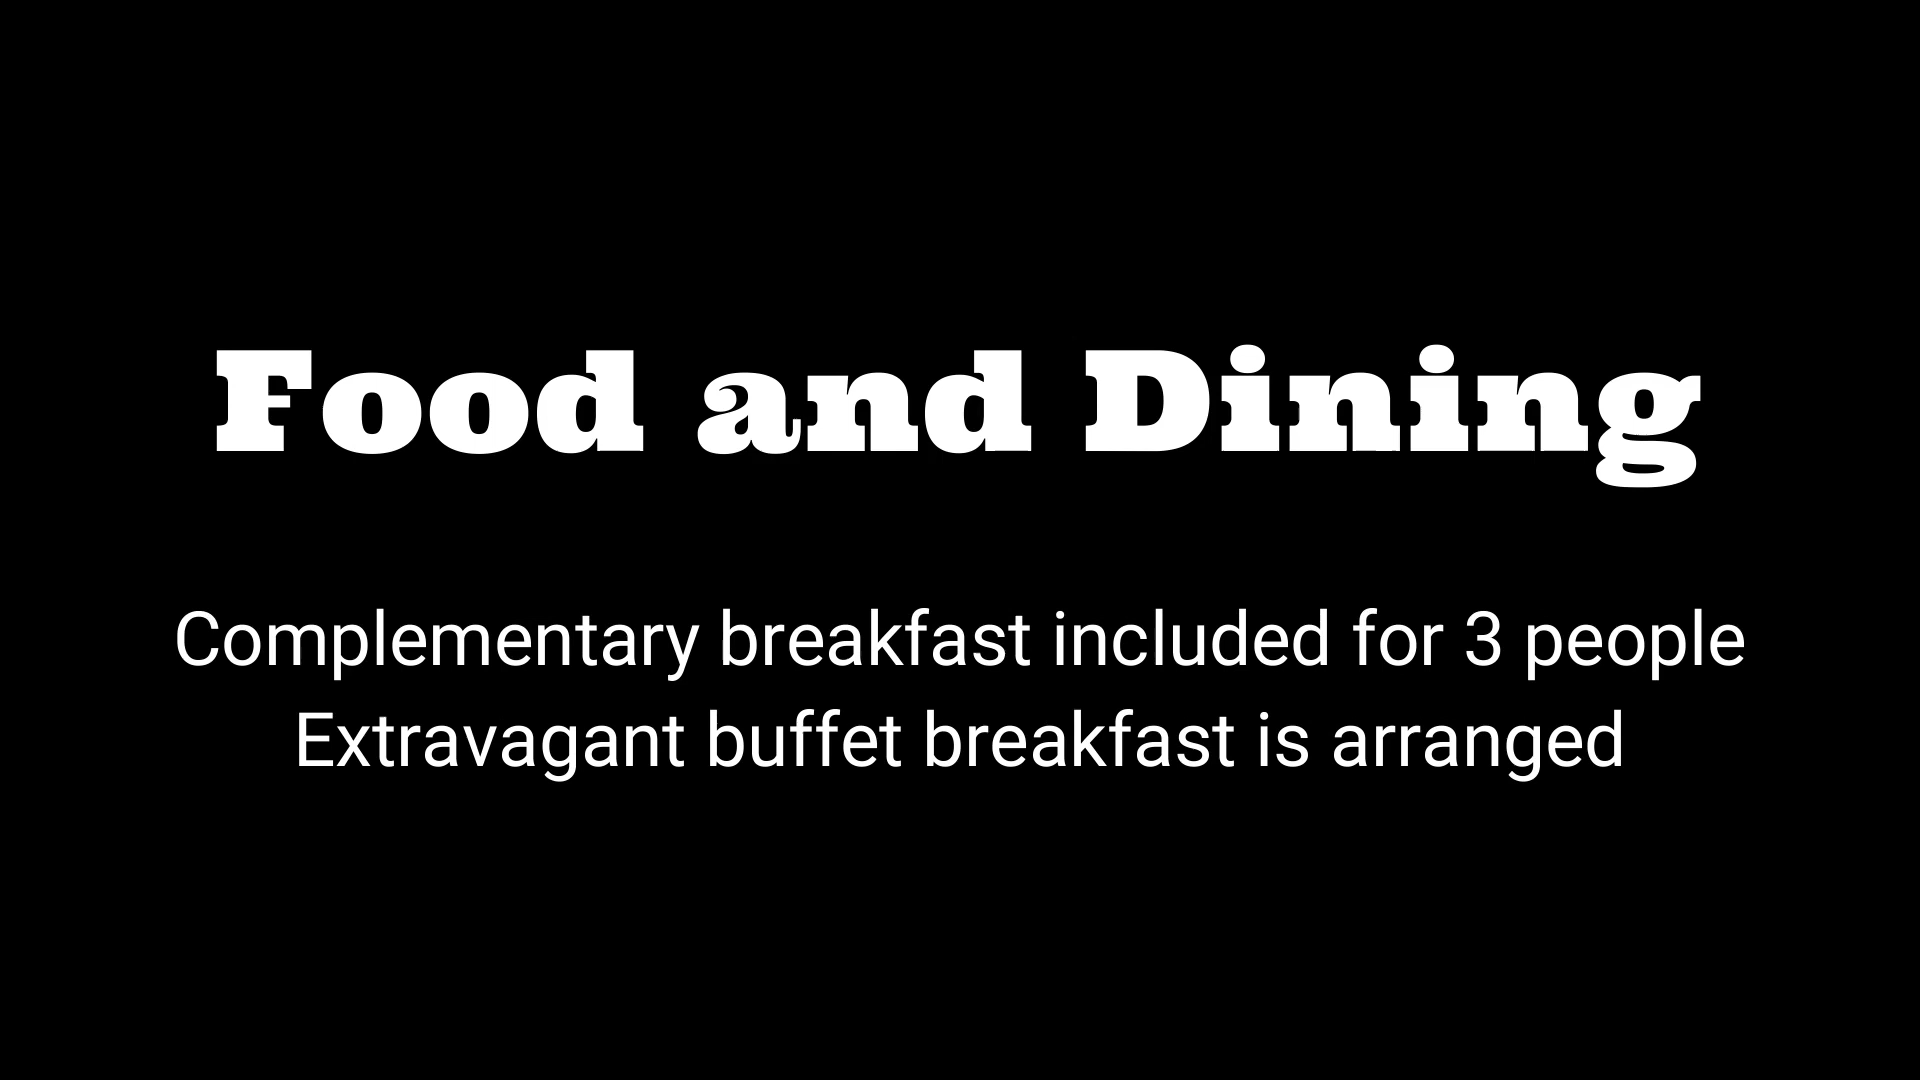 Food and Dining
Complementary breakfast included for 3 people
Extravagant buffet breakfast is arranged